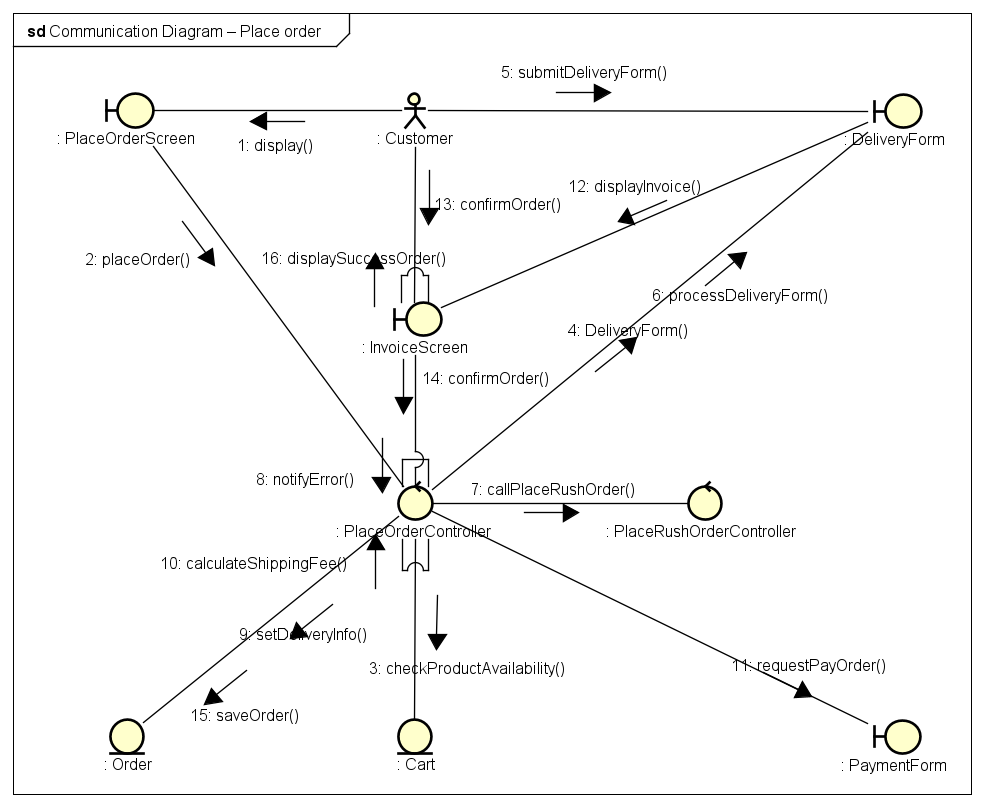 sd Communication Diagram – Place order
5: submitDeliveryForm()
: PlaceOrderScreen
: Customer
: DeliveryForm
1: display()
12: displayInvoice()
13: confirmOrder()
2: placeOrder()
16: displaySuccessOrder()
6: processDeliveryForm()
4: DeliveryForm()
: InvoiceScreen
14: confirmOrder()
8: notifyError()
7: callPlaceRushOrder()
: PlaceOrderController
: PlaceRushOrderController
10: calculateShippingFee()
9: setDeliveryInfo()
3: checkProductAvailability()
11: requestPayOrder()
15: saveOrder()
: Order
: Cart
: PaymentForm